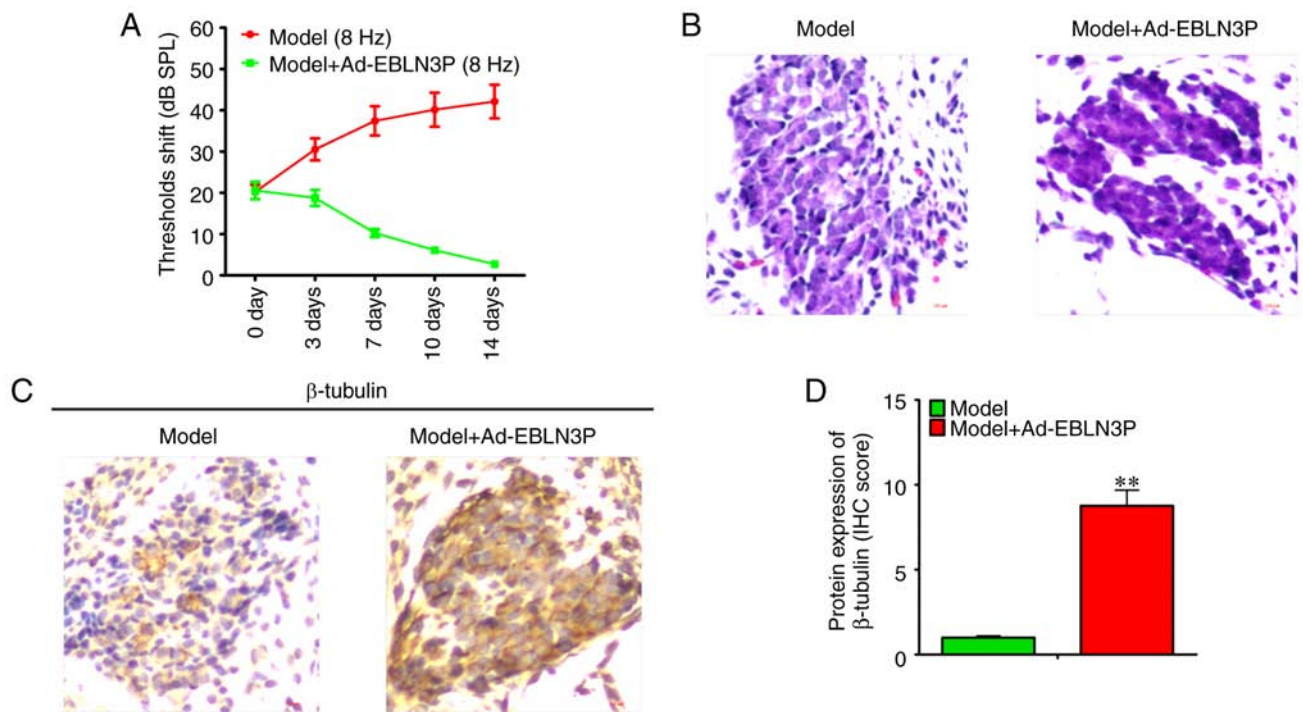 A
Thresholds shift (dB SPL)
60
50
40
30
20
10
0
Model (8 Hz)
Model+Ad-EBLN3P (8 Hz)
0 day
3 days
7 days
10 days
14 days
B
Model
Model+Ad-EBLN3P
C
β-tubulin
Model
Model+Ad-EBLN3P
D
Protein expression of
β-tubulin (IHC score)
15
10
5
0
Model
Model+Ad-EBLN3P
**